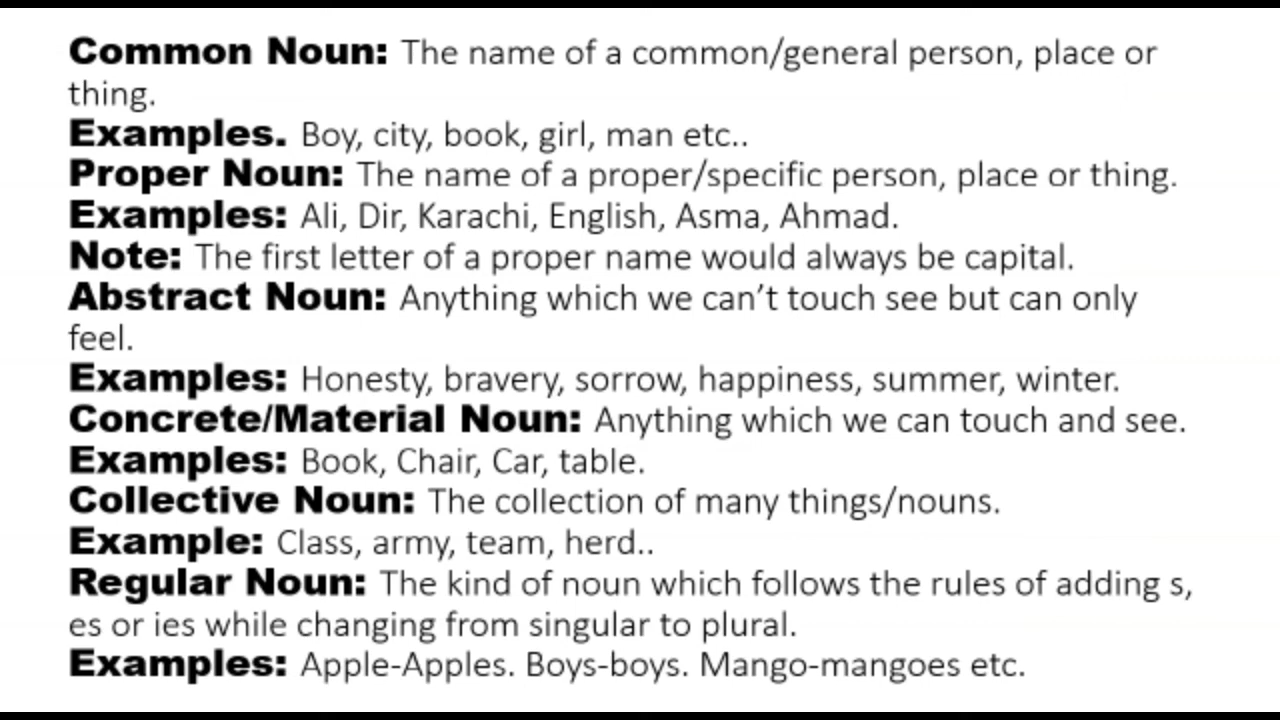 Common Noun: The name of a common/general person, place or
thing.
Examples. Boy, city, book, girl, man etc..
Proper Noun: The name of a proper/specific person, place or thing.
Examples: Ali, Dir, Karachi, English, Asma, Ahmad.
Note: The first letter of a proper name would always be capital.
Abstract Noun: Anything which we can’t touch see but can only
feel.
Examples: Honesty, bravery, sorrow, happiness, summer, winter.
Concrete/Material Noun: Anything which we can touch and see.
Examples: Book, Chair, Car, table.
Collective Noun: The collection of many things/nouns.
Example: Class, army, team, herd..
Regular Noun: The kind of noun which follows the rules of adding s,
es or ies while changing from singular to plural.
Examples: Apple-Apples. Boys-boys. Mango-mangoes etc.